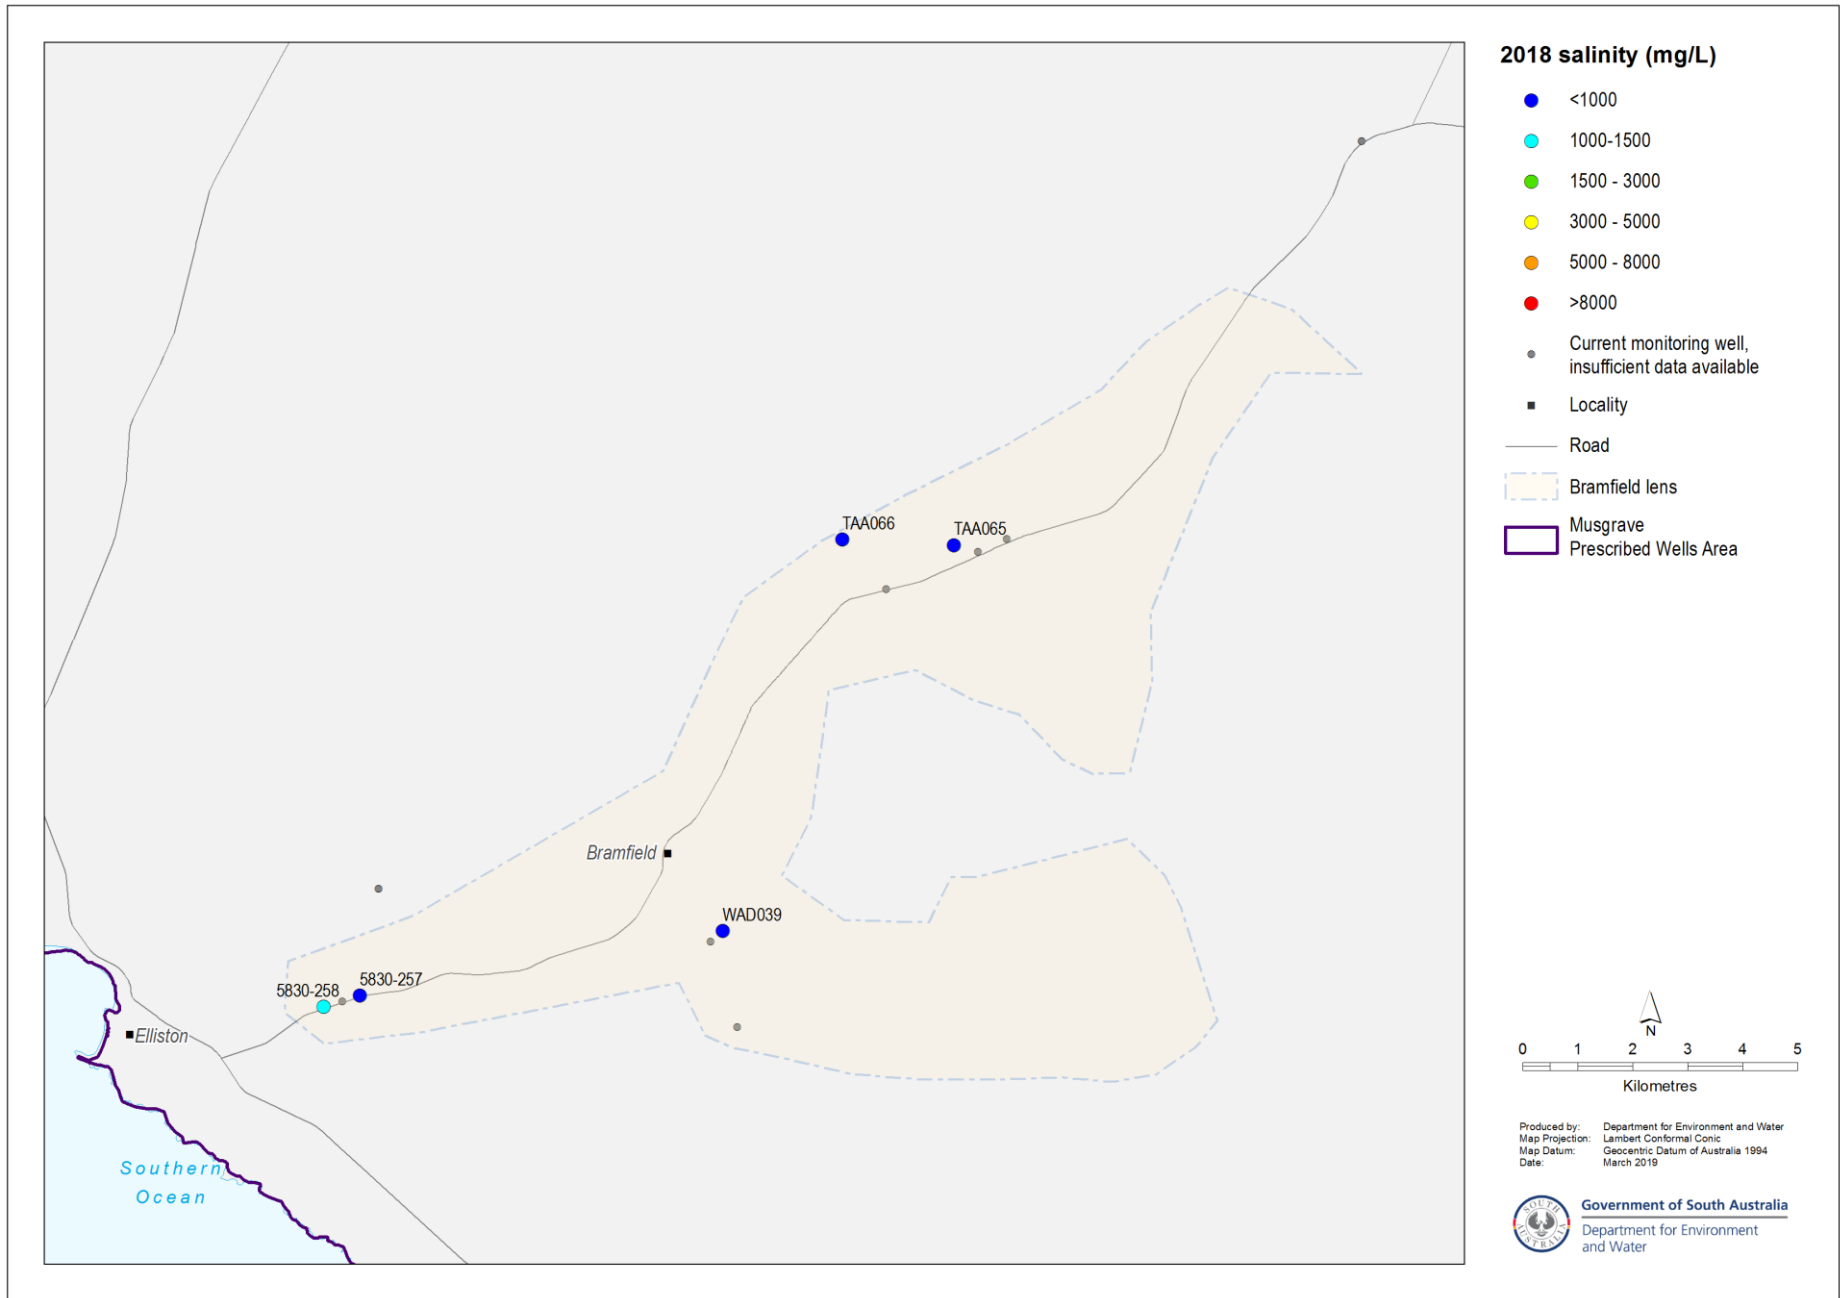 2018 salinity (mg/L)
<1000
1000-1500
1500 - 3000
3000 - 5000
5000 - 8000
>8000
Current monitoring well,
insufficient data available
Locality
Road
Bramfield lens
Musgrave
Prescribed Wells Area
TAA066
TAA065
Bramfield
WAD039
5830-257
5830-258
Elliston
Southern
Ocean
N
0 1 2 3 4 5
Kilometres
Produced by: Department for Environment and Water
Map Projection: Lambert Conformal Conic
Map Datum: Geocentric Datum of Australia 1994
Date: March 2019
SOUTH
AUSTRALIA
Government of South Australia
Department for Environment
and Water